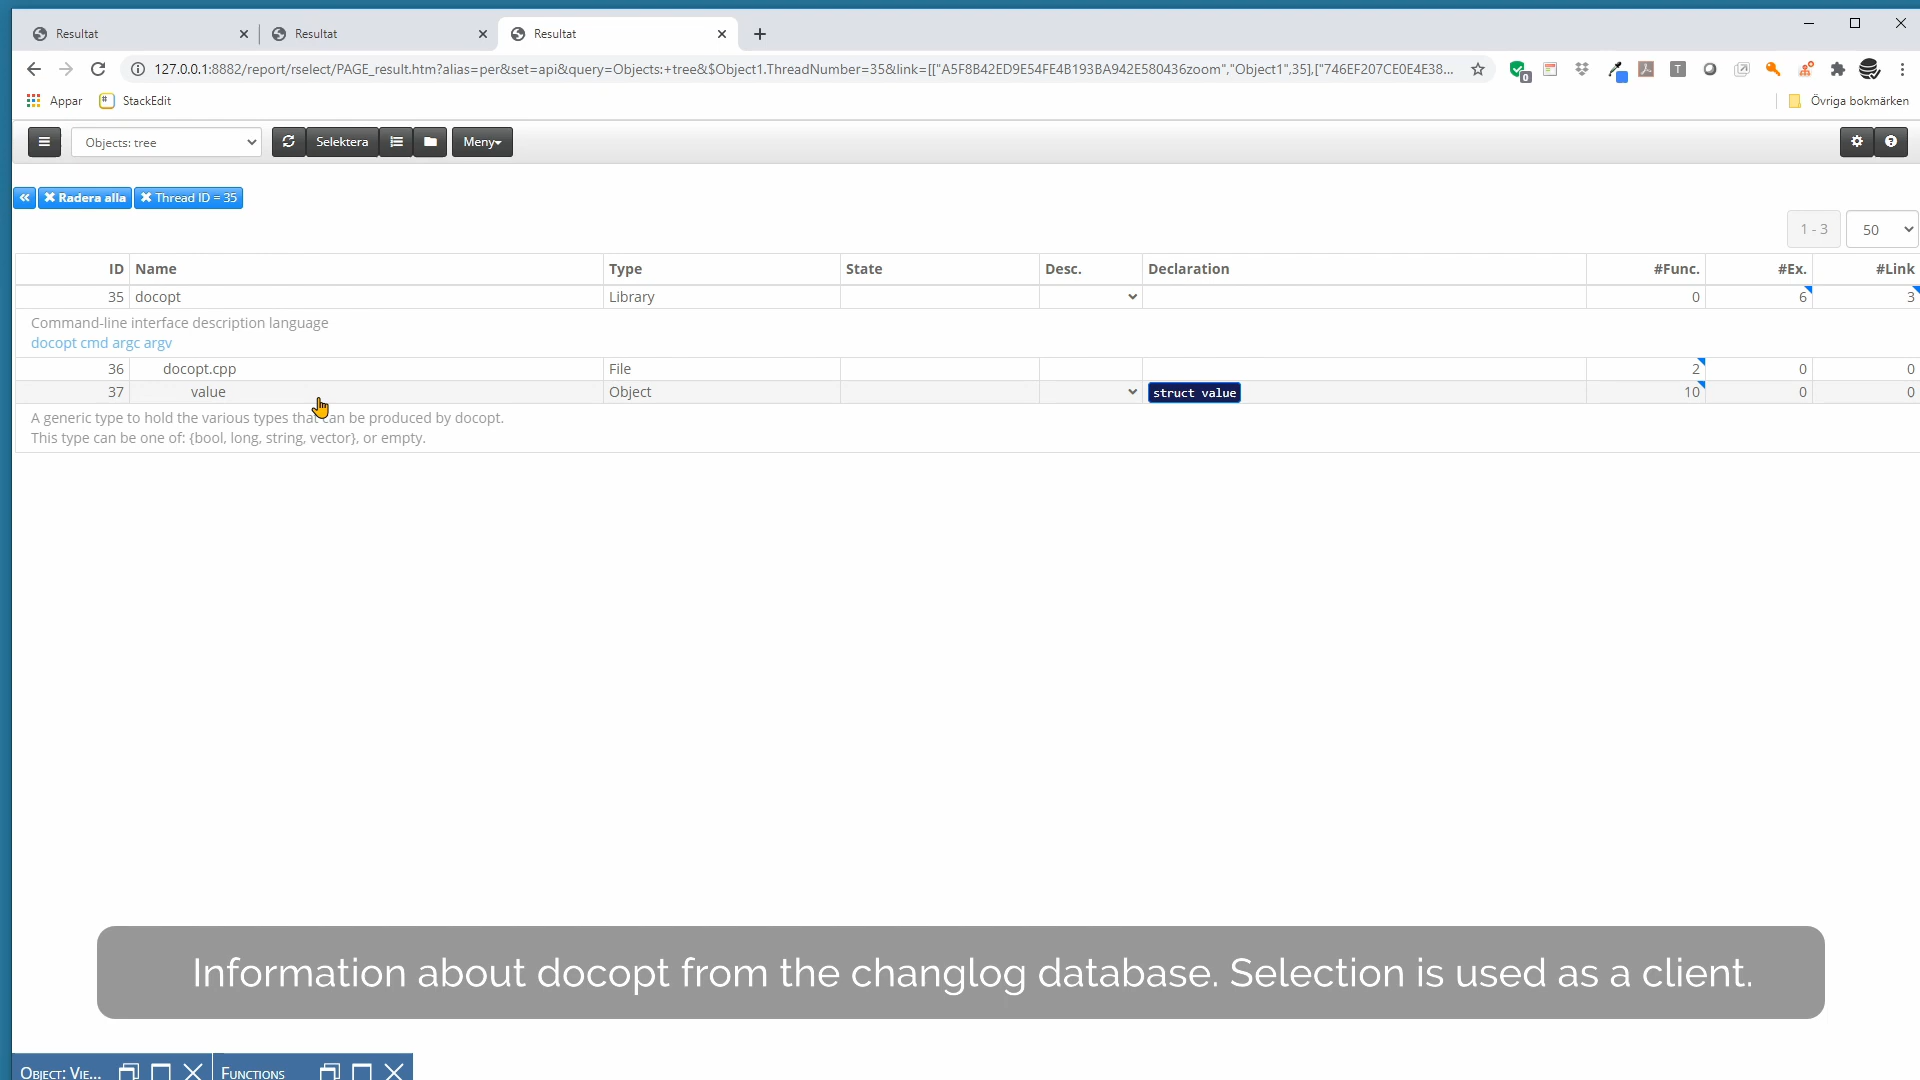 Resultat
Resultat
Resultat
127.0.0.1:8882/report/rselect/PAGE_result.htm?alias=per&set=api&query=Objects:+tree&$Object1.ThreadNumber=35&link=[["A5F8B42ED9E54FE4B193BA942E580436zoom","Object1",35],["746EF207CE0E4E38...
0
T
Appar
StackEdit
Övriga bokmärken
Objects: tree
Selektera
Meny
«
Radera alla
Thread ID = 35
1 - 3
50
ID Name Type State Desc. Declaration #Func. #Ex. #Link
35 docopt Library 0 6 3
Command-line interface description language
docopt cmd argc argv
36 docopt.cpp File 2 0 0
37 value Object struct value 10 0 0
A generic type to hold the various types that can be produced by docopt.
This type can be one of: {bool, long, string, vector}, or empty.
Information about docopt from the changlog database. Selection is used as a client.
Object: Vie...
Functions